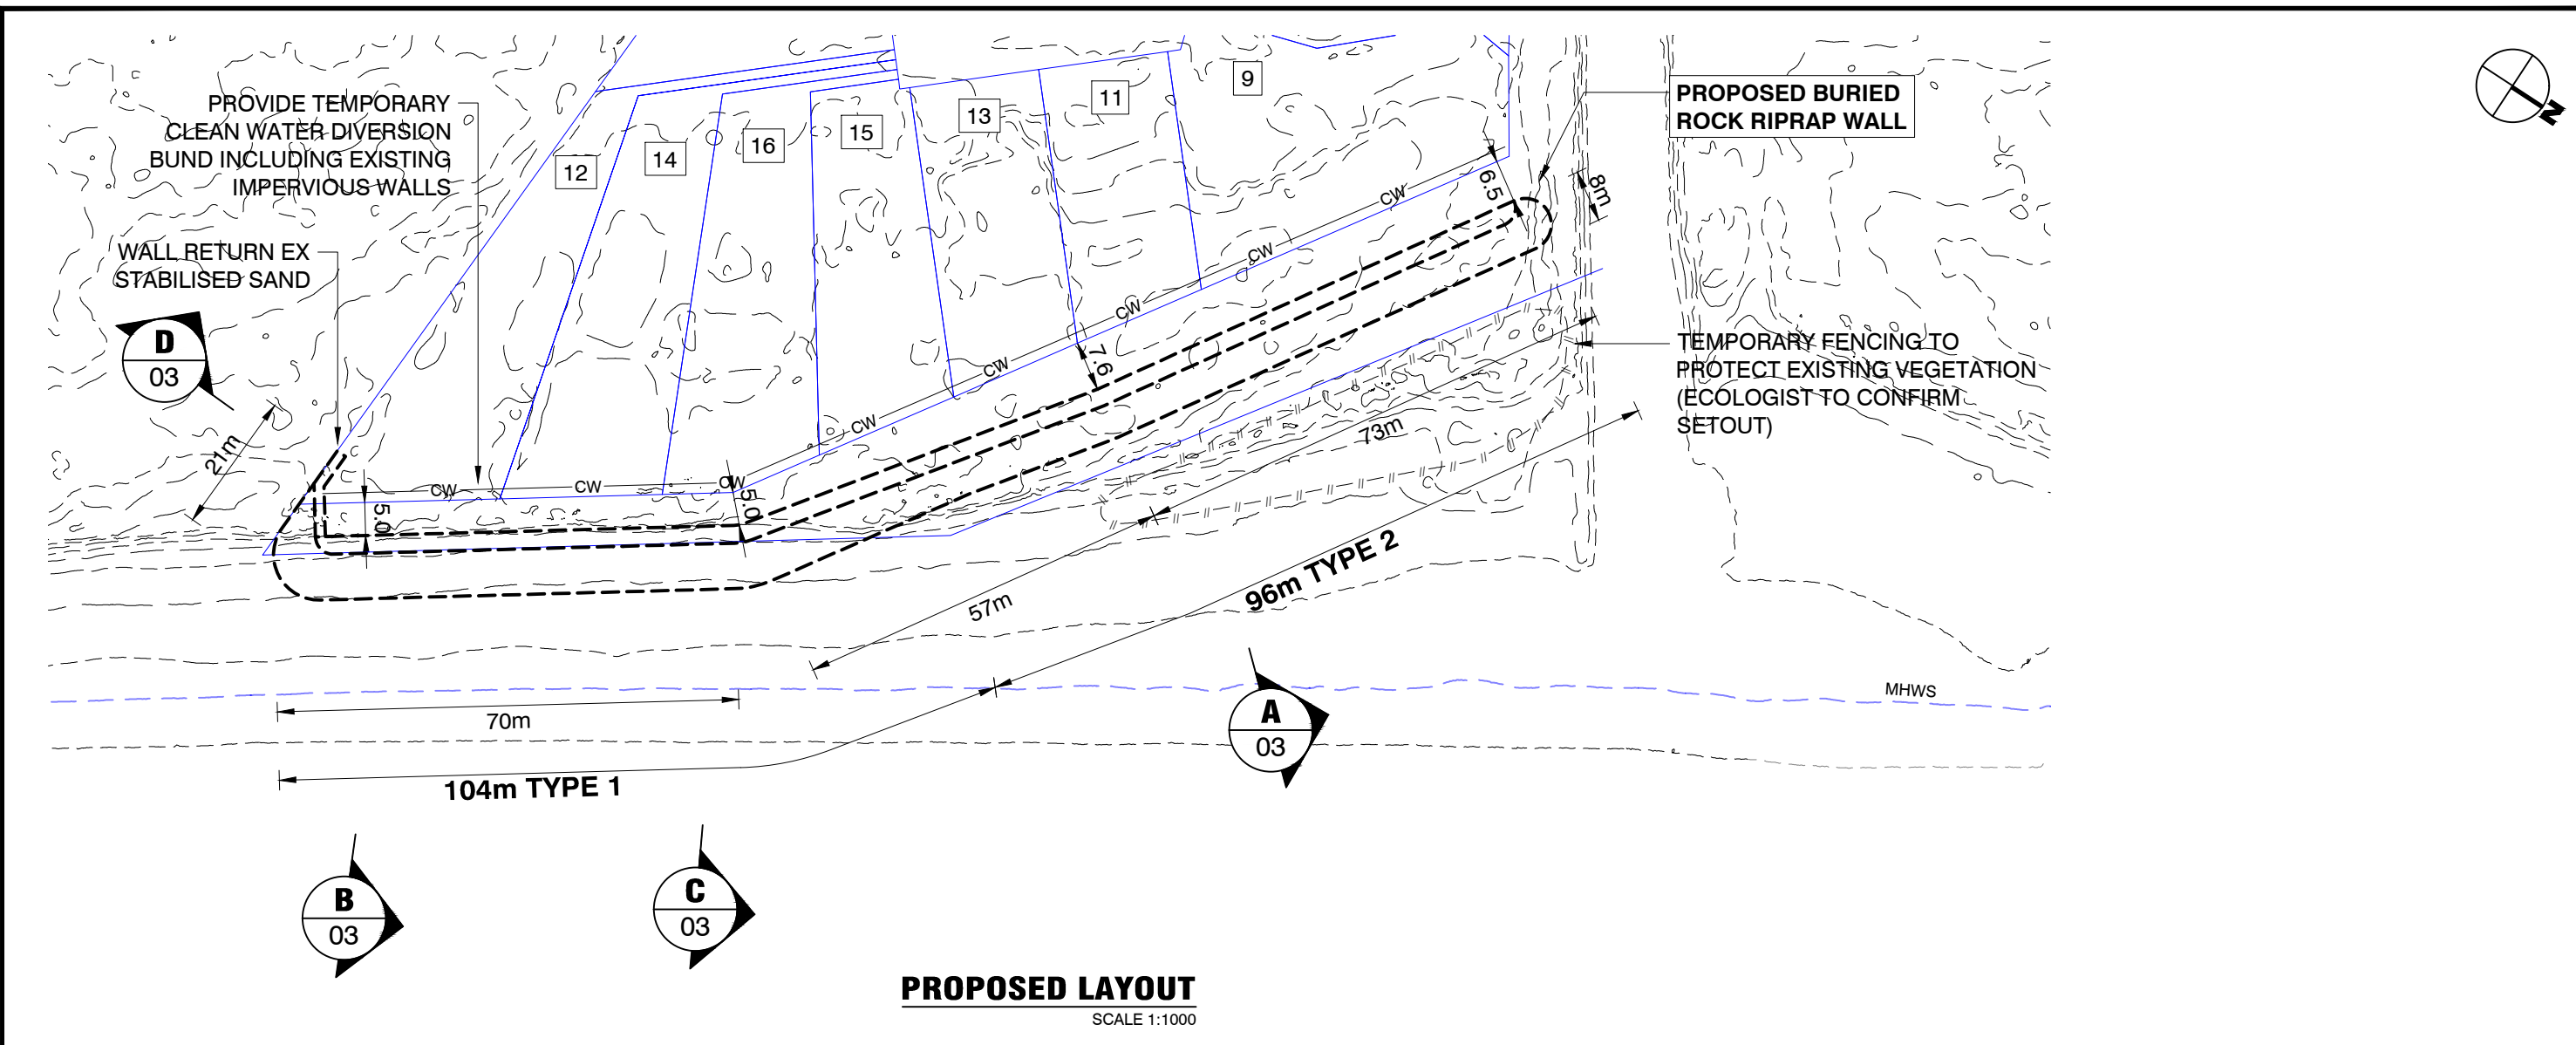 PROVIDE TEMPORARY
CLEAN WATER DIVERSION
BUND INCLUDING EXISTING
IMPERVIOUS WALLS
WALL RETURN EX
STABILISED SAND
D
03
21m
12
14
16
15
13
11
9
PROPOSED BURIED
ROCK RIPRAP WALL
N
6.5
8m
CW
CW
CW
CW
CW
7.6
TEMPORARY FENCING TO
PROTECT EXISTING VEGETATION
(ECOLOGIST TO CONFIRM
SETOUT)
CW
CW
CW
5.0
5.0
73m
57m
96m TYPE 2
MHWS
70m
104m TYPE 1
A
03
B
03
C
03
PROPOSED LAYOUT
SCALE 1:1000